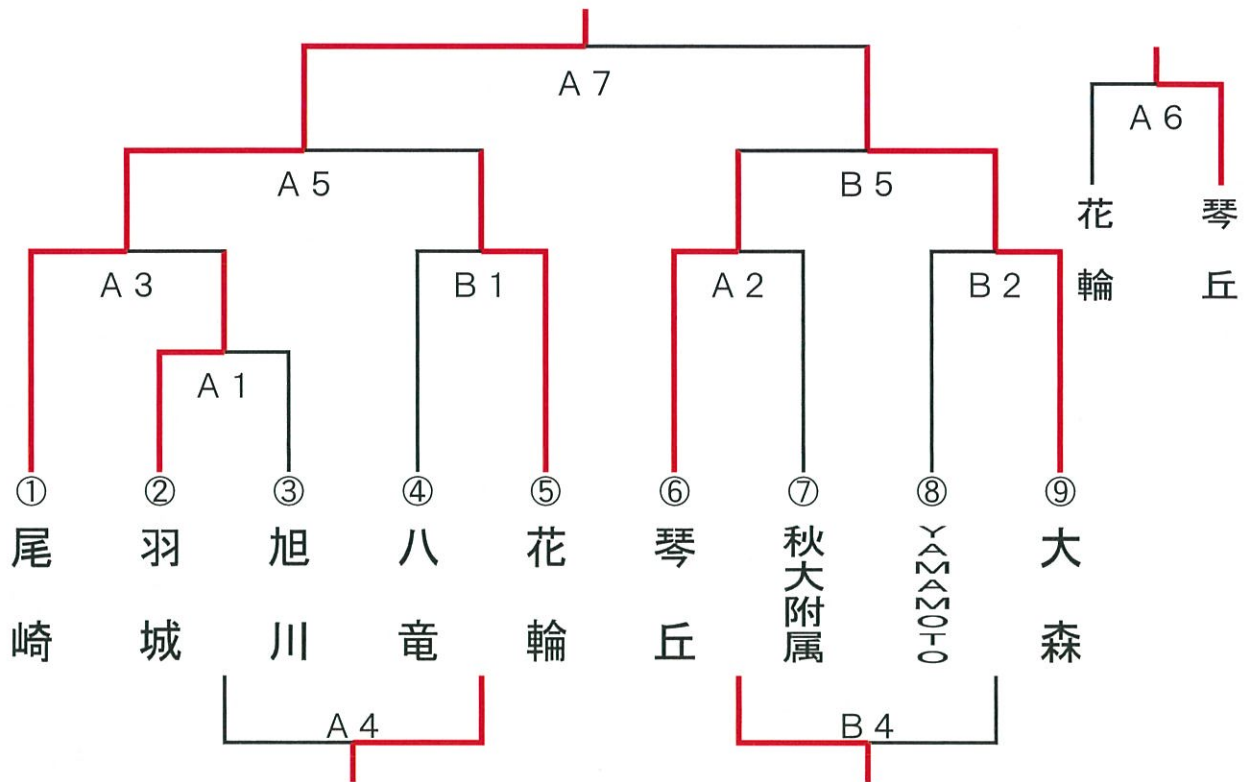 A7
A6
A5
B5
花輪
琴丘
A3
B1
A2
B2
A1
①
②
③
④
⑤
⑥
⑦
⑧
⑨
尾崎
羽城
旭川
八竜
花輪
琴丘
秋大附属
YAMAMOTO
大森
A4
B4